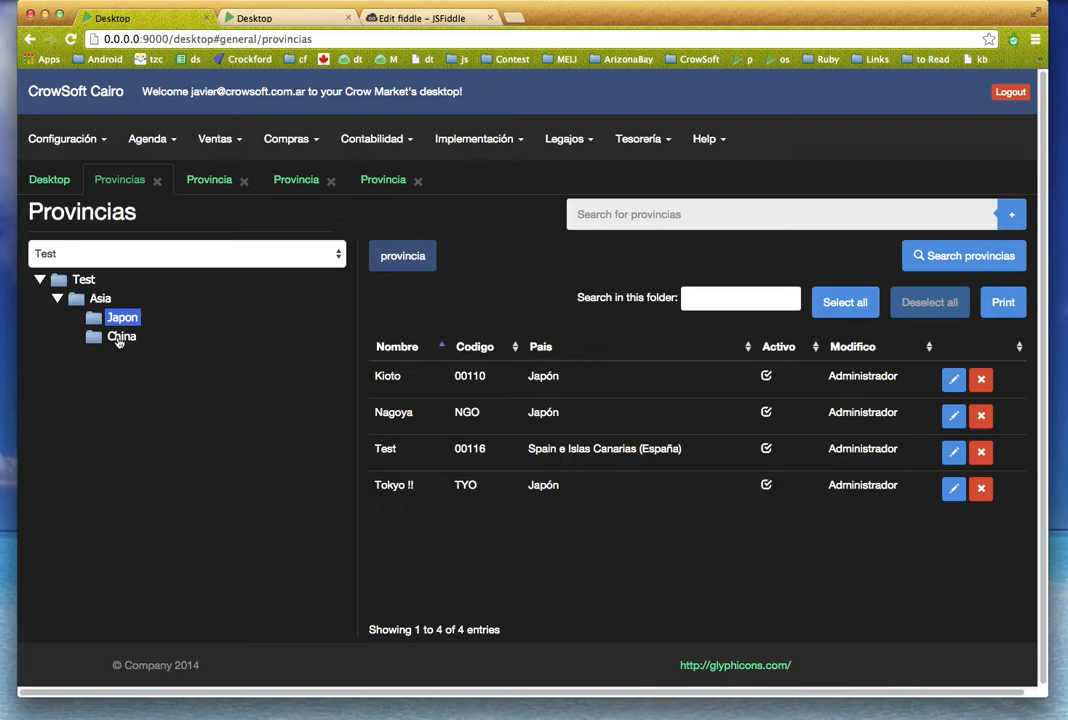 Desktop
Desktop
Edit fiddle - JSFiddle
0.0.0.0:9000/desktop#general/provincias
Apps Android tzc ds Crockford cf dt M dt js Contest MELI ArizonaBay CrowSoft p os Ruby Links to Read kb
CrowSoft Cairo Welcome javier@crowsoft.com.ar to your Crow Market's desktop! Logout
Configuración Agenda Ventas Compras Contabilidad Implementación Legajos Tesorería Help
Desktop Provincias Provincia Provincia Provincia
Provincias
Search for provincias +
Test
provincia
Search provincias
Test
Asia
Japon
China
Search in this folder: Select all Deselect all Print
Nombre Codigo Pais Activo Modifico
Kioto 00110 Japón Administrador
Nagoya NGO Japón Administrador
Test 00116 Spain e Islas Canarias (España) Administrador
Tokyo !! TYO Japón Administrador
Showing 1 to 4 of 4 entries
© Company 2014 http://glyphicons.com/